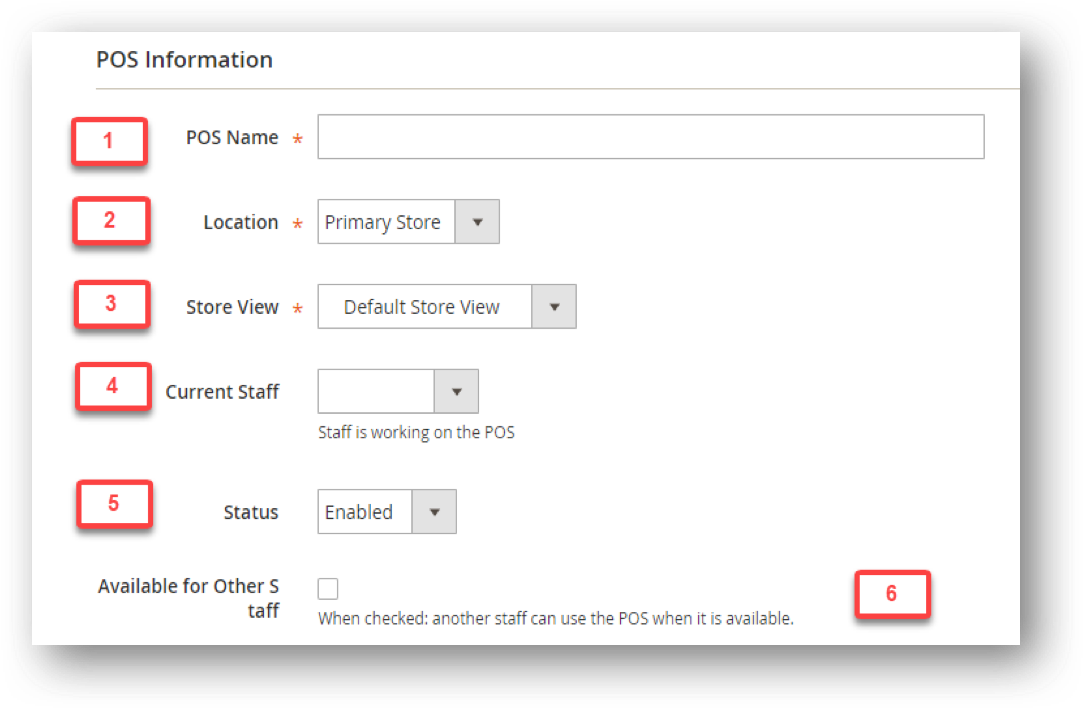 POS Information
1
POS Name *
2
Location * Primary Store
3
Store View * Default Store View
4
Current Staff
Staff is working on the POS
5
Status Enabled
Available for Other S
taff
6
When checked: another staff can use the POS when it is available.